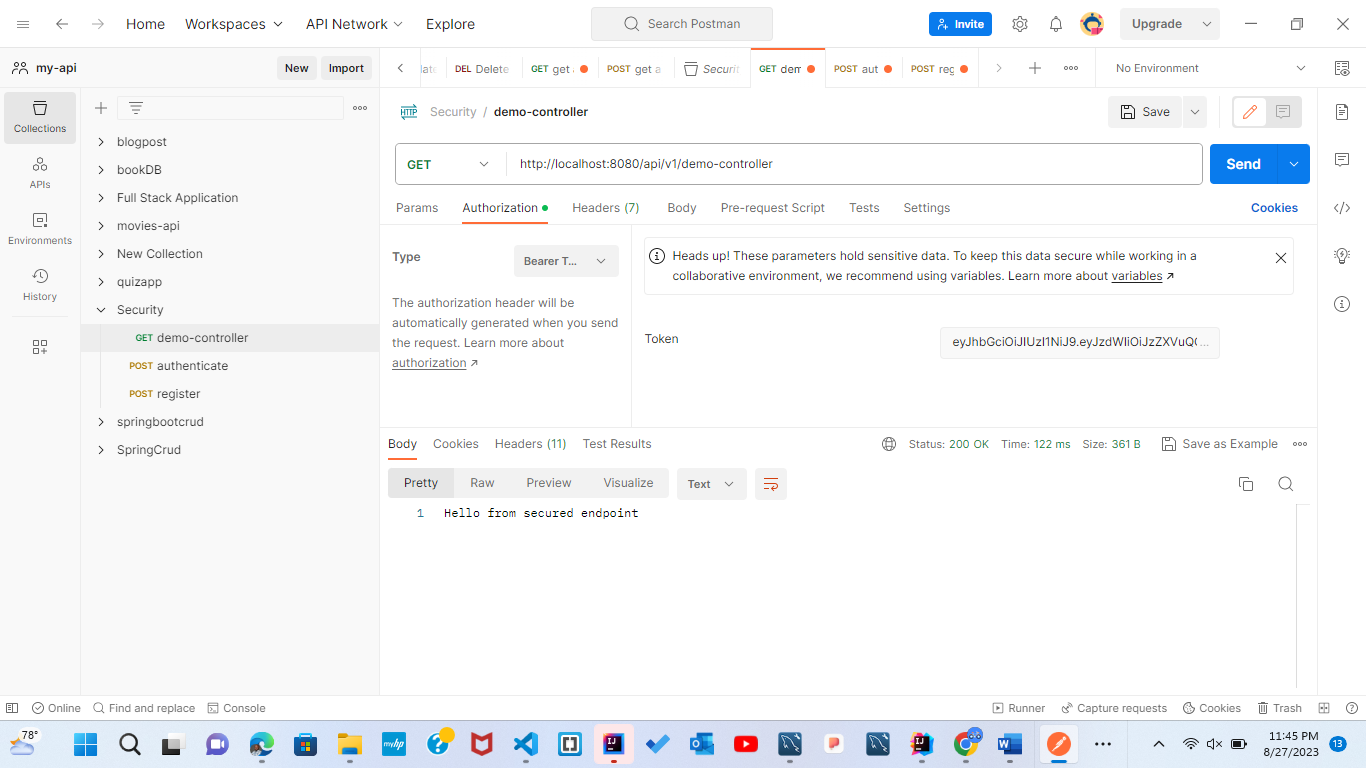 Home
Workspaces
API Network
Explore
Search Postman
Invite
Upgrade
my-api
New
Import
DEL Delete
GET get
POST get a
Securit
GET dem
POST aut
POST reg
No Environment
Collections
APIs
Environments
History
blogpost
bookDB
Full Stack Application
movies-api
New Collection
quizapp
Security
GET demo-controller
POST authenticate
POST register
springbootcrud
SpringCrud
HTTP
Security / demo-controller
Save
GET
http://localhost:8080/api/v1/demo-controller
Send
Params
Authorization
Headers (7)
Body
Pre-request Script
Tests
Settings
Cookies
Type
Bearer T...
The authorization header will be
automatically generated when you send
the request. Learn more about
authorization ↗
Heads up! These parameters hold sensitive data. To keep this data secure while working in a
collaborative environment, we recommend using variables. Learn more about variables ↗
Token
Body
Cookies
Headers (11)
Test Results
Status: 200 OK
Time: 122 ms
Size: 361 B
Save as Example
Pretty
Raw
Preview
Visualize
Text
1 Hello from secured endpoint
Online
Find and replace
Console
Runner
Capture requests
Cookies
Trash
78°
myhp
11:45 PM
8/27/2023
13